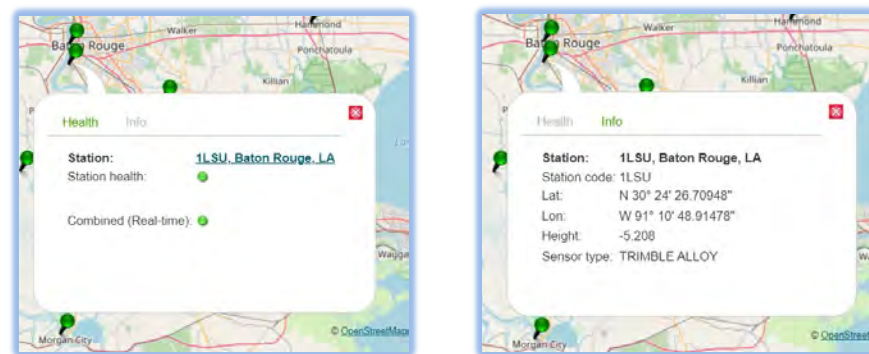 Walker
Hammond
Baton Rouge
Ponchatoula
Killian
Health Info
Station: 1LSU, Baton Rouge, LA
Station health:
Combined (Real-time):
Morgan City
© OpenStreetMap
Walker
Hammond
Baton Rouge
Ponchatoula
Killian
Health Info
Station: 1LSU, Baton Rouge, LA
Station code: 1LSU
Lat: N 30° 24' 26.70948"
Lon: W 91° 10' 48.91478"
Height: -5.208
Sensor type: TRIMBLE ALLOY
Morgan City
© OpenStreet